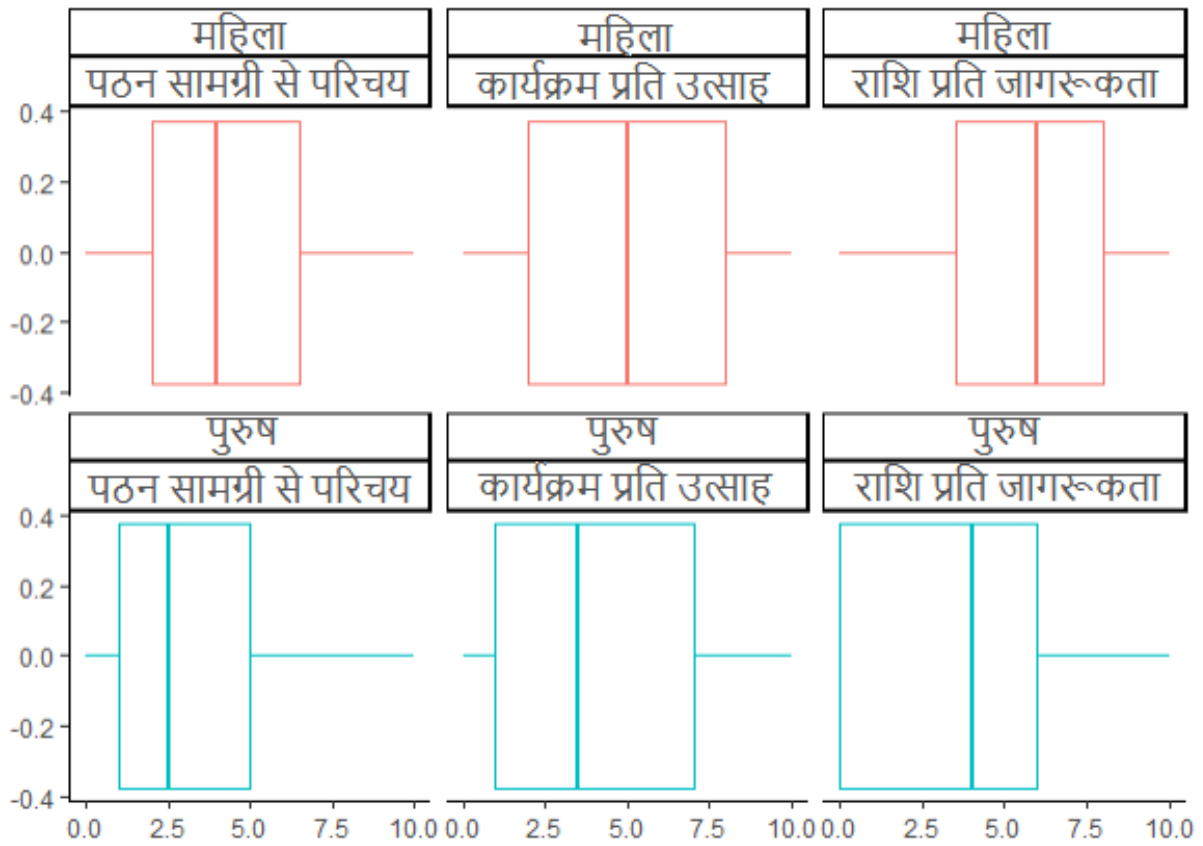 महिला महिला महिला
पठन सामग्री से परिचय कार्यक्रम प्रति उत्साह राशि प्रति जागरूकता
0.4
0.2
0.0
-0.2
-0.4
पुरुष पुरुष पुरुष
पठन सामग्री से परिचय कार्यक्रम प्रति उत्साह राशि प्रति जागरूकता
0.4
0.2
0.0
-0.2
-0.4
0.0 2.5 5.0 7.5 10.0 0.0 2.5 5.0 7.5 10.0 0.0 2.5 5.0 7.5 10.0